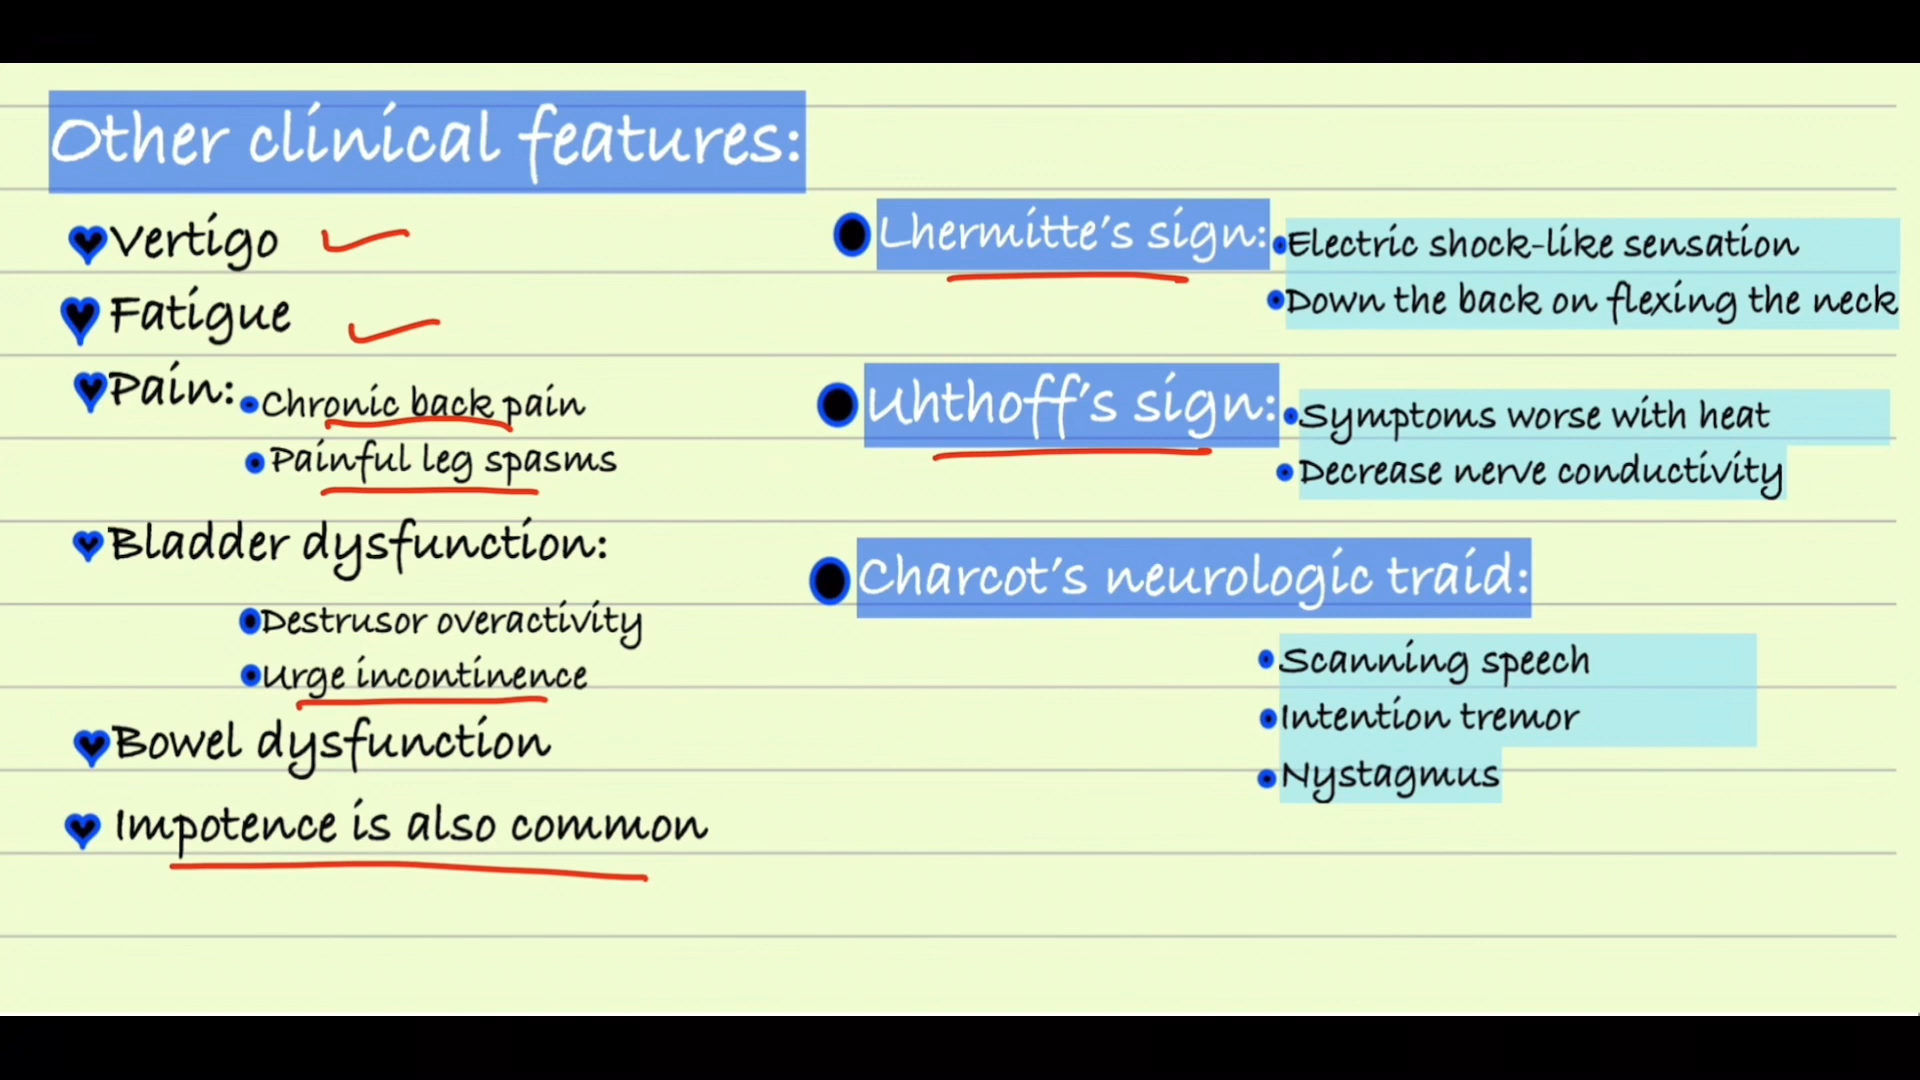 Other clinical features:
Vertigo
Fatigue
Pain:
Chronic back pain
Painful leg spasms
Bladder dysfunction:
Destrusor overactivity
Urge incontinence
Bowel dysfunction
Impotence is also common
Lhermitte's sign:
Electric shock-like sensation
Down the back on flexing the neck
Uhthoff's sign:
Symptoms worse with heat
Decrease nerve conductivity
Charcot's neurologic traid:
Scanning speech
Intention tremor
Nystagmus